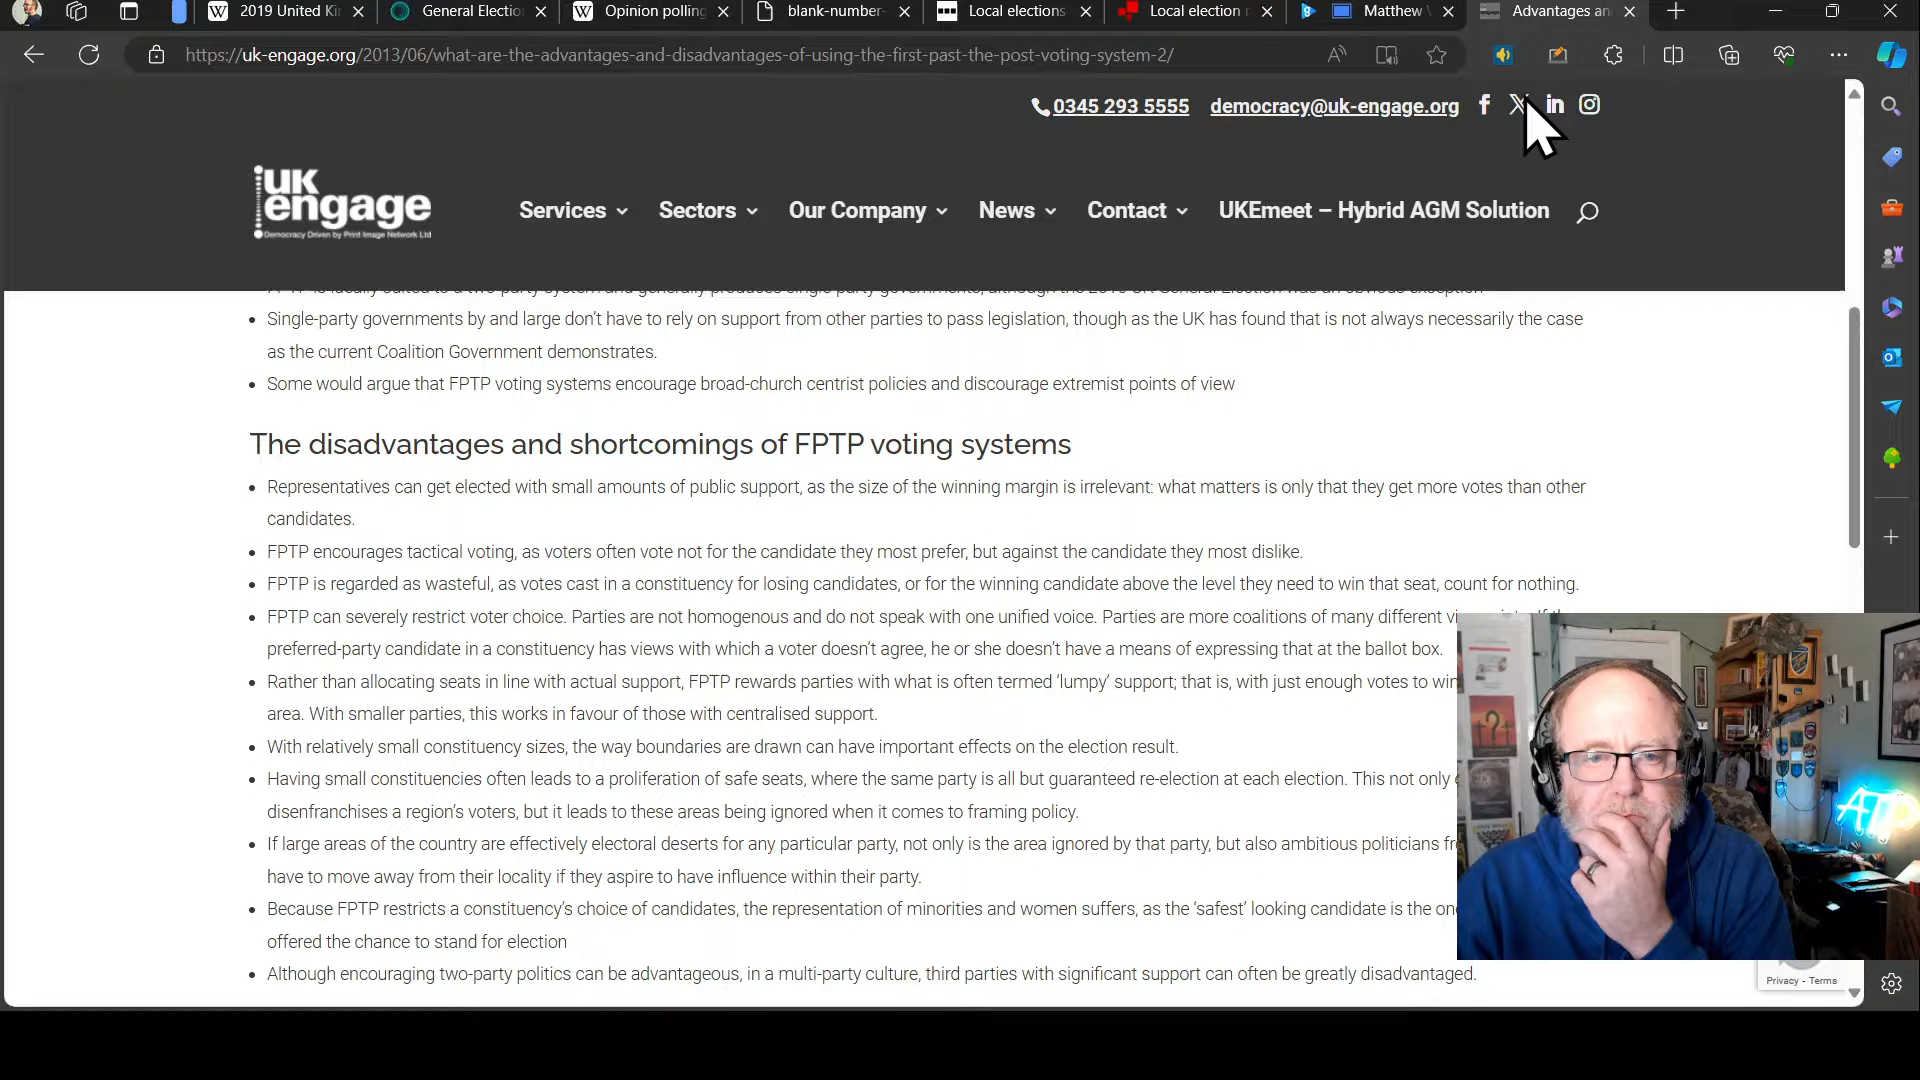 2019 United Ki
General Electio
Opinion polling
blank-number-
Local elections
Local election r
Matthew
Advantages an
https://uk-engage.org/2013/06/what-are-the-advantages-and-disadvantages-of-using-the-first-past-the-post-voting-system-2/
0345 293 5555 democracy@uk-engage.org
UK
engage
Democracy Driven by Print Image Network Ltd
Services Sectors Our Company News Contact UKEmeet – Hybrid AGM Solution
Single-party governments by and large don't have to rely on support from other parties to pass legislation, though as the UK has found that is not always necessarily the case
as the current Coalition Government demonstrates.
Some would argue that FPTP voting systems encourage broad-church centrist policies and discourage extremist points of view
The disadvantages and shortcomings of FPTP voting systems
Representatives can get elected with small amounts of public support, as the size of the winning margin is irrelevant: what matters is only that they get more votes than other
candidates.
FPTP encourages tactical voting, as voters often vote not for the candidate they most prefer, but against the candidate they most dislike.
FPTP is regarded as wasteful, as votes cast in a constituency for losing candidates, or for the winning candidate above the level they need to win that seat, count for nothing.
FPTP can severely restrict voter choice. Parties are not homogenous and do not speak with one unified voice. Parties are more coalitions of many different
preferred-party candidate in a constituency has views with which a voter doesn't agree, he or she doesn't have a means of expressing that at the ballot box.
Rather than allocating seats in line with actual support, FPTP rewards parties with what is often termed 'lumpy' support; that is, with just enough votes to win
area. With smaller parties, this works in favour of those with centralised support.
With relatively small constituency sizes, the way boundaries are drawn can have important effects on the election result.
Having small constituencies often leads to a proliferation of safe seats, where the same party is all but guaranteed re-election at each election. This not only
disenfranchises a region's voters, but it leads to these areas being ignored when it comes to framing policy.
If large areas of the country are effectively electoral deserts for any particular party, not only is the area ignored by that party, but also ambitious politicians
have to move away from their locality if they aspire to have influence within their party.
Because FPTP restricts a constituency's choice of candidates, the representation of minorities and women suffers, as the 'safest' looking candidate is the
offered the chance to stand for election
Although encouraging two-party politics can be advantageous, in a multi-party culture, third parties with significant support can often be greatly disadvantaged.
ATP
Privacy - Terms